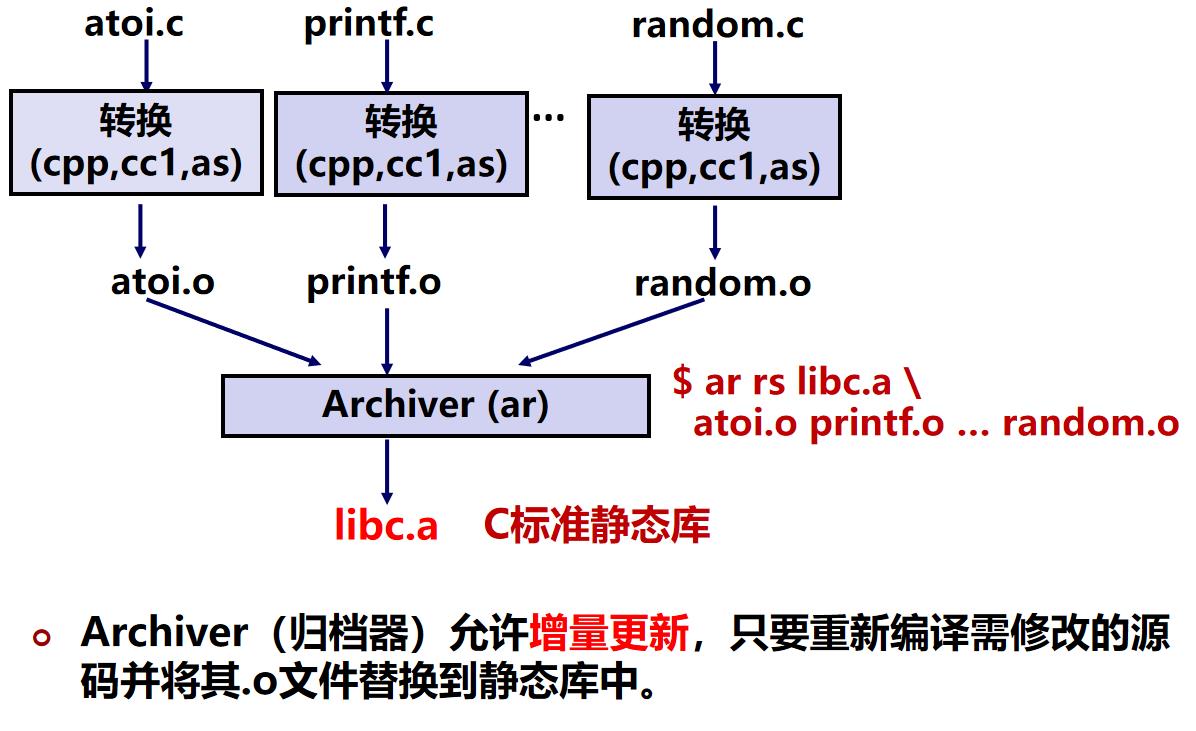 atoi.c printf.c random.c
转换 转换 … 转换
(cpp,cc1,as) (cpp,cc1,as) (cpp,cc1,as)
atoi.o printf.o random.o
Archiver (ar)
$ ar rs libc.a \
atoi.o printf.o … random.o
libc.a C标准静态库
Archiver（归档器）允许增量更新，只要重新编译需修改的源
码并将其.o文件替换到静态库中。